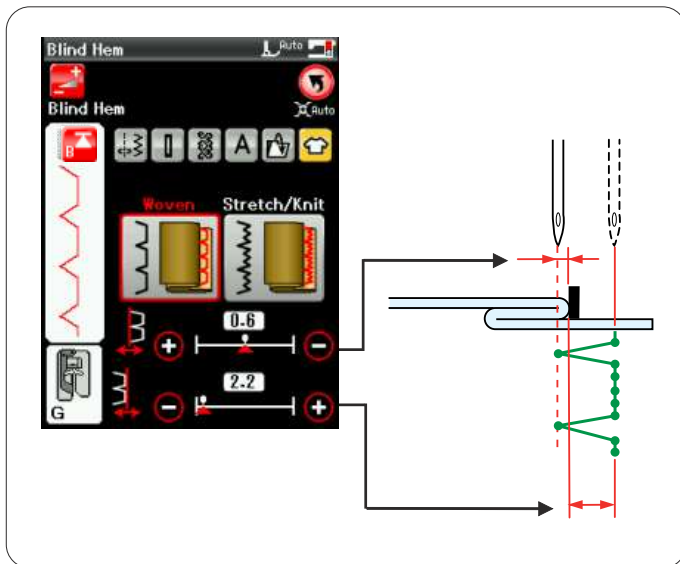 Blind Hem Auto
Blind Hem Auto
B
A
Woven Stretch/Knit
0.6
+ −
2.2
− +
G